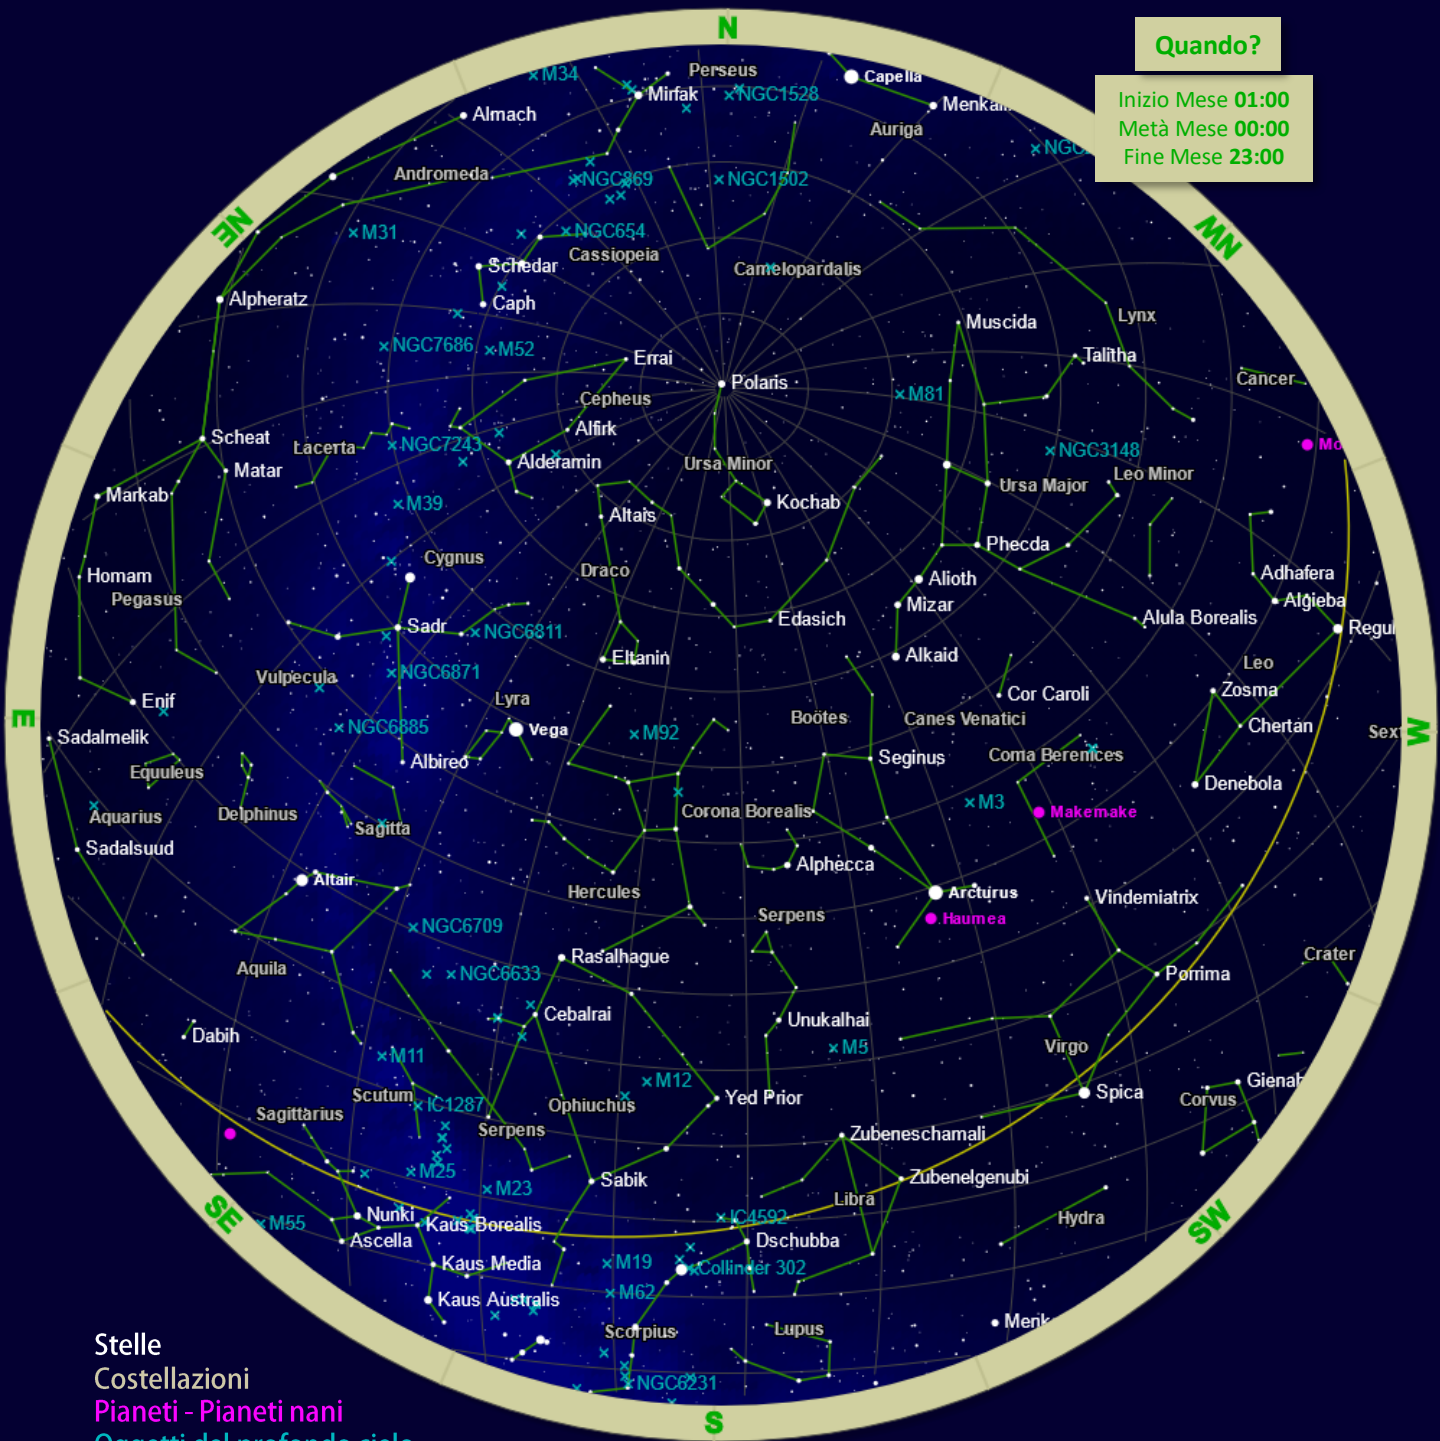 N
Quando?
Inizio Mese 01:00
Metà Mese 00:00
Fine Mese 23:00
M34
Perseus
Capella
Mirfak
NGC1528
Almach
Auriga
NGC869
NGC1502
Andromeda
NE
NW
M31
NGC654
Cassiopeia
Schedar
Camelopardalis
Alpheratz
Caph
Lynx
Muscida
NGC7686
M52
Errai
Talitha
Polaris
Cancer
M81
Cepheus
Alfirk
Scheat
Lacerta
NGC7243
NGC3148
Alderamin
Ursa Minor
Matar
Leo Minor
Ursa Major
Markab
M39
Kochab
Altais
Phecda
Cygnus
Draco
Homam
Alioth
Adhafera
Pegasus
Mizar
Algieba
Sadr
NGC6811
Edasich
Alula Borealis
Eltanin
Alkaid
Leo
NGC6871
Vulpecula
Cor Caroli
Zosma
Enif
Lyra
Boötes
Canes Venatici
E
NGC6885
Vega
M92
Chertan
W
Sadalmelik
Albireo
Seginus
Coma Berenices
Equuleus
Denebola
M3
Delphinus
Aquarius
Corona Borealis
Makemake
Sagitta
Sadalsuud
Alphecca
Altair
Arcturus
Hercules
Vindemiatrix
Serpens
Haumea
NGC6709
Rasalhague
Crater
Aquila
NGC6633
Porrima
Cebalrai
Unukalhai
Dabih
M5
Virgo
M11
M12
Gienah
Spica
Scutum
IC1287
Ophiuchus
Yed Prior
Corvus
Sagittarius
Serpens
Zubeneschamali
M25
M23
Sabik
Zubenelgenubi
Libra
SE
Nunki
Kaus Borealis
IC4592
Hydra
SW
M55
Ascella
Dschubba
Kaus Media
M19
Collinder 302
M62
Kaus Australis
Scorpius
Lupus
Stelle
Costellazioni
NGC6231
Pianeti - Pianeti nani
Oggetti del profondo cielo
S